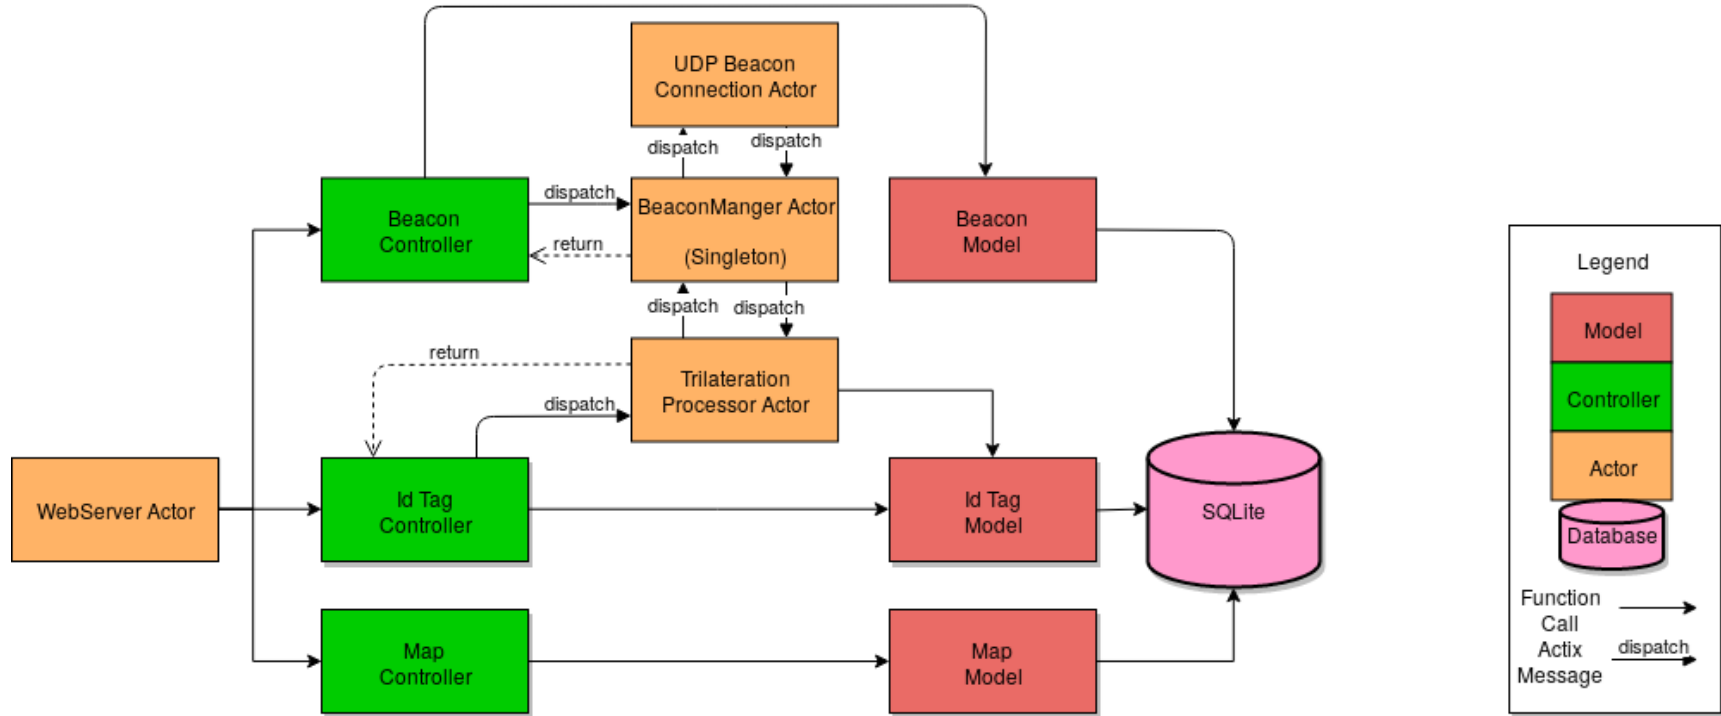 UDP Beacon
Connection Actor
dispatch
dispatch
Beacon
Controller
dispatch
return
BeaconManger Actor
(Singleton)
Beacon
Model
dispatch
dispatch
return
dispatch
Trilateration
Processor Actor
WebServer Actor
Id Tag
Controller
Id Tag
Model
SQLite
Map
Controller
Map
Model
Legend
Model
Controller
Actor
Database
Function
Call
Actix
Message
dispatch